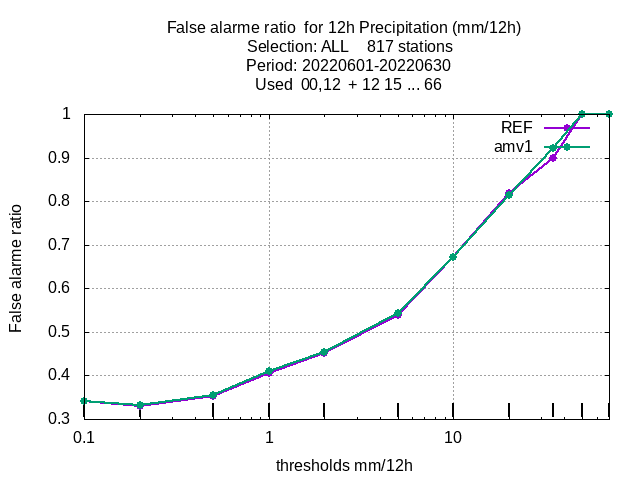 False alarme ratio  for 12h Precipitation (mm/12h)
Selection: ALL    817 stations
Period: 20220601-20220630
Used  00,12  + 12 15 ... 66
1
0.9
0.8
0.7
0.6
0.5
0.4
0.3
False alarme ratio
REF
amv1
0.1
1
10
thresholds mm/12h